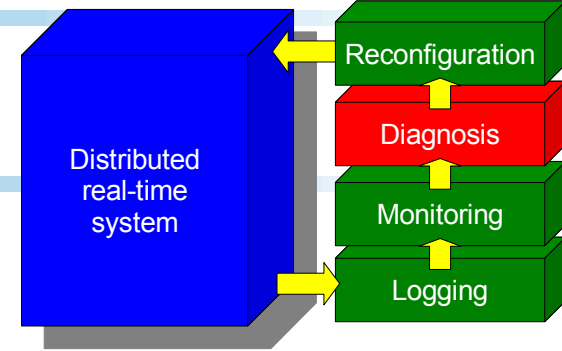 Distributed
real-time
system
Reconfiguration
Diagnosis
Monitoring
Logging